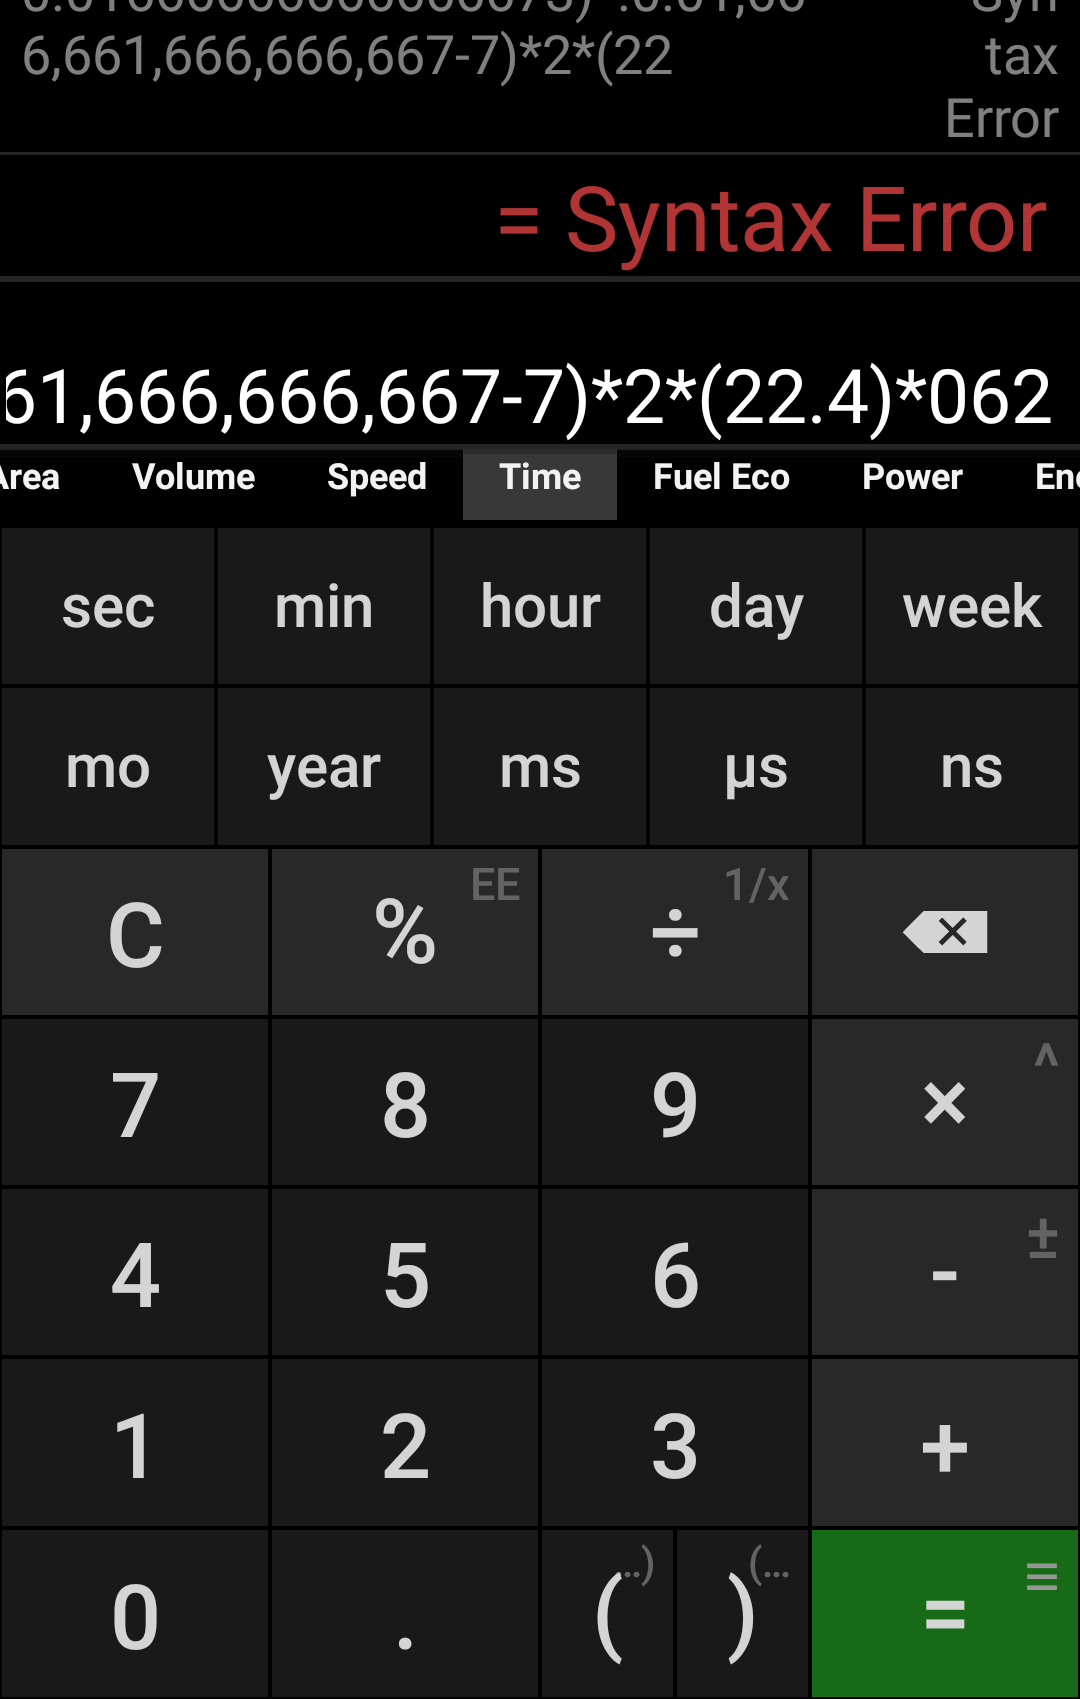 6,661,666,666,667-7)*2*(22
Syn
tax
Error
= Syntax Error
61,666,666,667-7)*2*(22.4)*062
Area Volume Speed Time Fuel Eco Power
sec min hour day week
mo year ms µs ns
C % EE ÷ 1/x
7 8 9 × ^
4 5 6 - ±
1 2 3 +
0 . ( ..) ) (... = ≡